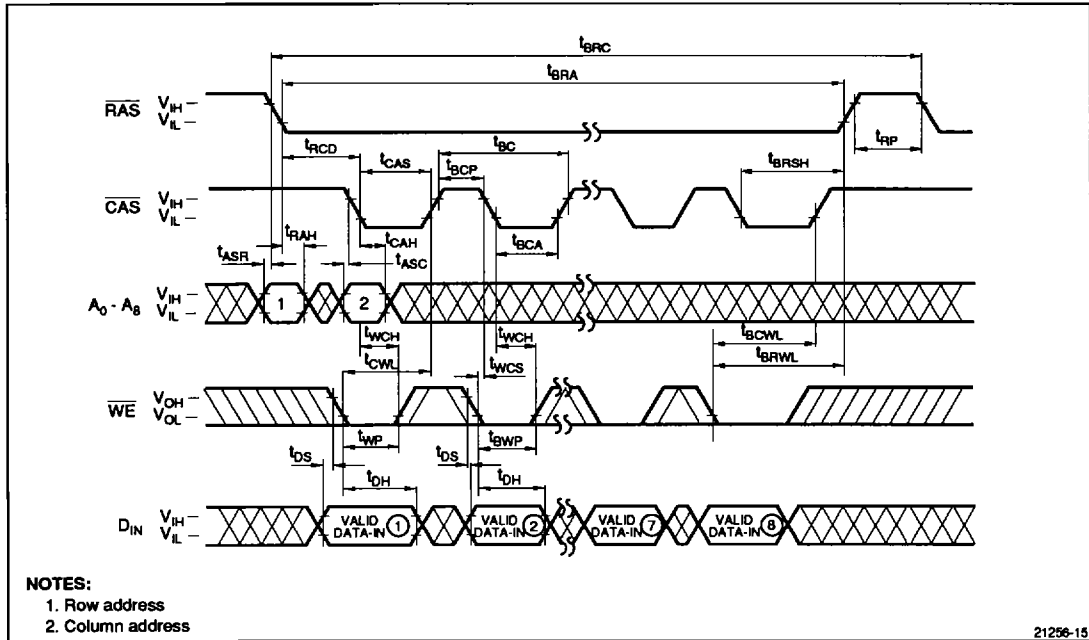 tBRC
tBRA
RAS VIH
VIL
tRP
tRCD tCAS tBC
tBCP tBRSH
CAS VIH
VIL
tRAH tCAH tBCA
tASR tASC
A0 - A8 VIH
VIL
1 2
tWCH tWCH tBCWL
tCWL tWCS tBRWL
WE VOH
VOL
tWP tBWP
tDS tDH tDS tDH
DIN VIH
VIL
VALID DATA-IN 1 VALID DATA-IN 2 VALID DATA-IN 7 VALID DATA-IN 8
NOTES:
1. Row address
2. Column address
21256-15